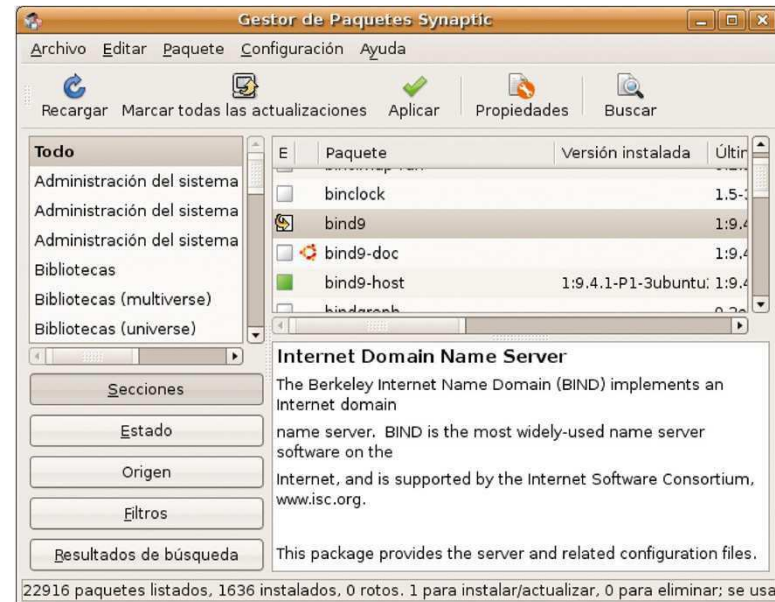 Gestor de Paquetes Synaptic
Archivo Editar Paquete Configuración Ayuda
Recargar Marcar todas las actualizaciones Aplicar Propiedades Buscar
Todo
Administración del sistema
Administración del sistema
Administración del sistema
Bibliotecas
Bibliotecas (multiverse)
Bibliotecas (universe)
Secciones
Estado
Origen
Filtros
Resultados de búsqueda
E Paquete Versión instalada Últim
binclock 1.5-
bind9 1:9.4
bind9-doc 1:9.4
bind9-host 1:9.4.1-P1-3ubuntu 1:9.4
bindgraph
Internet Domain Name Server
The Berkeley Internet Name Domain (BIND) implements an
Internet domain
name server. BIND is the most widely-used name server
software on the
Internet, and is supported by the Internet Software Consortium,
www.isc.org.
This package provides the server and related configuration files.
22916 paquetes listados, 1636 instalados, 0 rotos. 1 para instalar/actualizar, 0 para eliminar; se usa